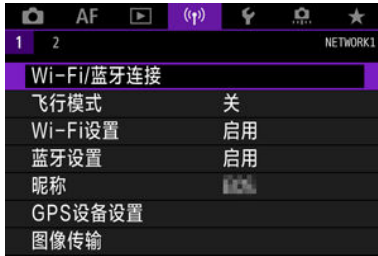 AF
1 2 NETWORK1
Wi-Fi/蓝牙连接
飞行模式 关
Wi-Fi设置 启用
蓝牙设置 启用
昵称
GPS设备设置
图像传输